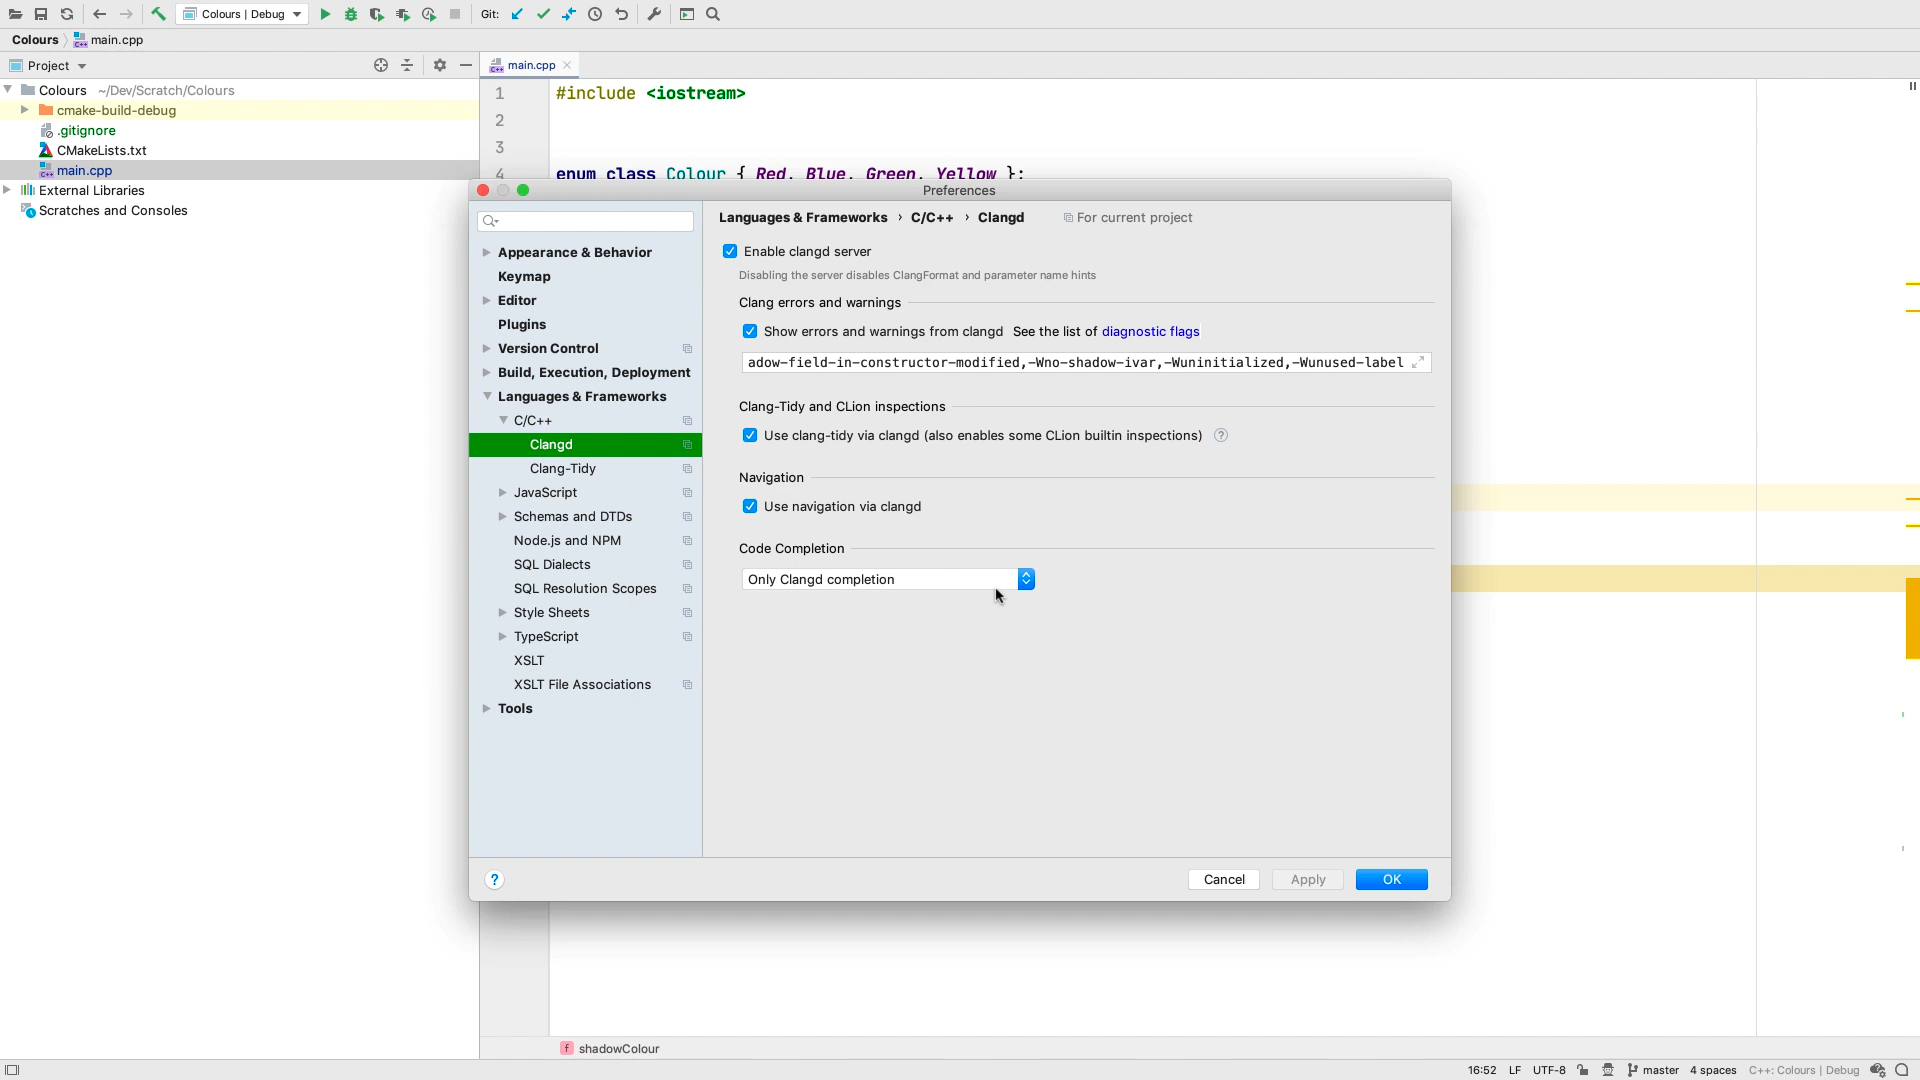 Colours | Debug
Git:
Colours
main.cpp
Project
main.cpp
Colours ~/Dev/Scratch/Colours
cmake-build-debug
.gitignore
CMakeLists.txt
main.cpp
External Libraries
Scratches and Consoles
1 #include <iostream>
2
3
4 enum class Colour { Red, Blue, Green, Yellow };
Preferences
Appearance & Behavior
Keymap
Editor
Plugins
Version Control
Build, Execution, Deployment
Languages & Frameworks
C/C++
Clangd
Clang-Tidy
JavaScript
Schemas and DTDs
Node.js and NPM
SQL Dialects
SQL Resolution Scopes
Style Sheets
TypeScript
XSLT
XSLT File Associations
Tools
Languages & Frameworks › C/C++ › Clangd For current project
Enable clangd server
Disabling the server disables ClangFormat and parameter name hints
Clang errors and warnings
Show errors and warnings from clangd See the list of diagnostic flags
adow-field-in-constructor-modified,-Wno-shadow-ivar,-Wuninitialized,-Wunused-label
Clang-Tidy and CLion inspections
Use clang-tidy via clangd (also enables some CLion builtin inspections) ?
Navigation
Use navigation via clangd
Code Completion
Only Clangd completion
?
Cancel
Apply
OK
f shadowColour
16:52 LF UTF-8 master 4 spaces C++: Colours | Debug